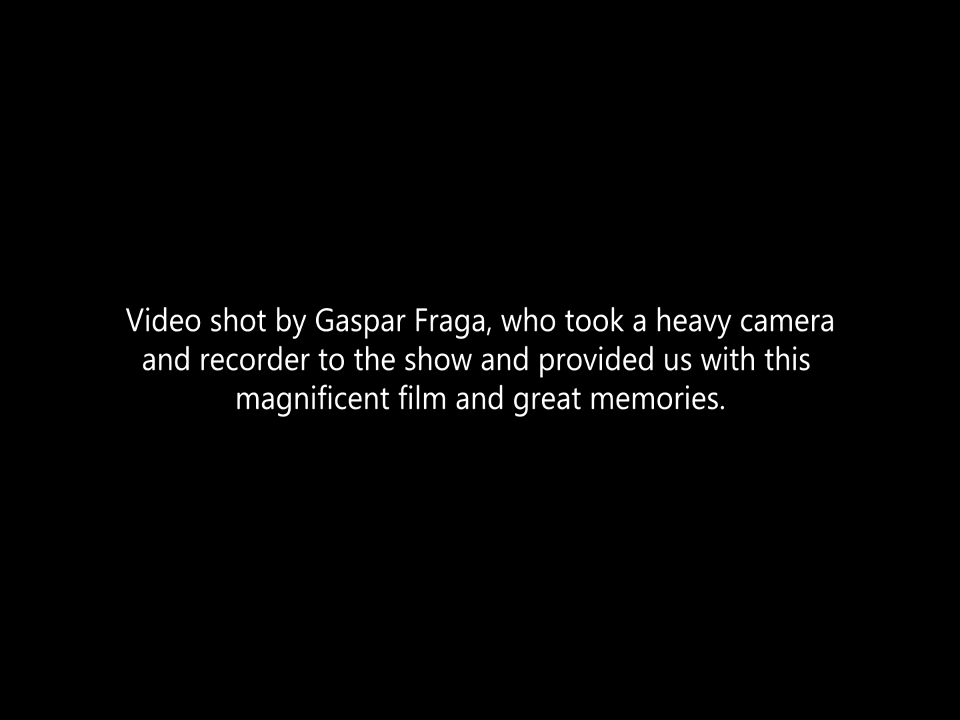 Video shot by Gaspar Fraga, who took a heavy camera
and recorder to the show and provided us with this
magnificent film and great memories.